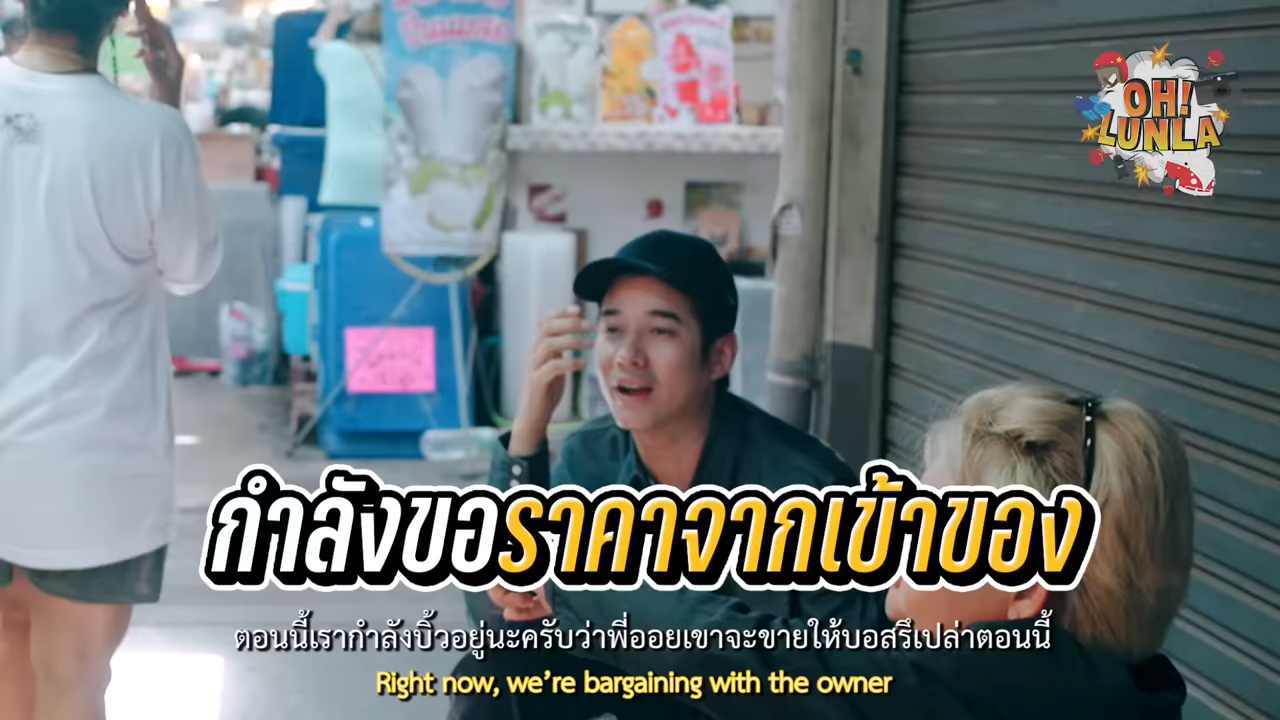 OH!
LUNLA
กำลังขอราคาจากเข้าของ
ตอนนี้เรากำลังบิ้วอยู่นะครับว่าพี่ออยเขาจะขายให้บอสรึเปล่าตอนนี้
Right now, we're bargaining with the owner